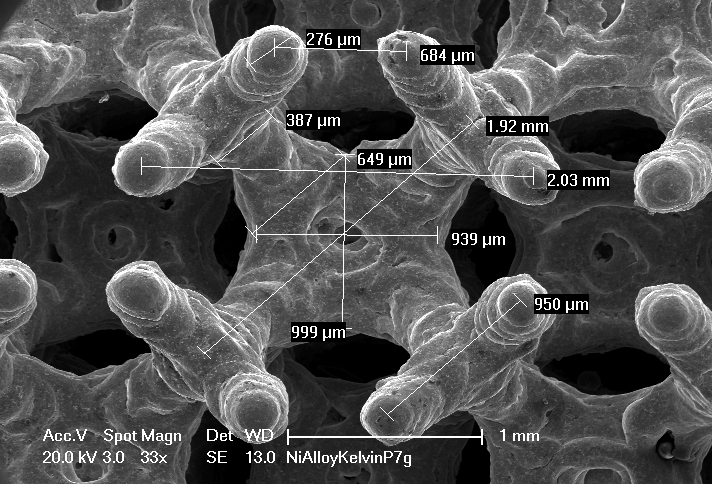 276 µm
684 µm
387 µm
1.92 mm
649 µm
2.03 mm
939 µm
950 µm
999 µm
Acc.V Spot Magn Det WD 1 mm
20.0 kV 3.0 33x SE 13.0 NiAlloyKelvinP7g